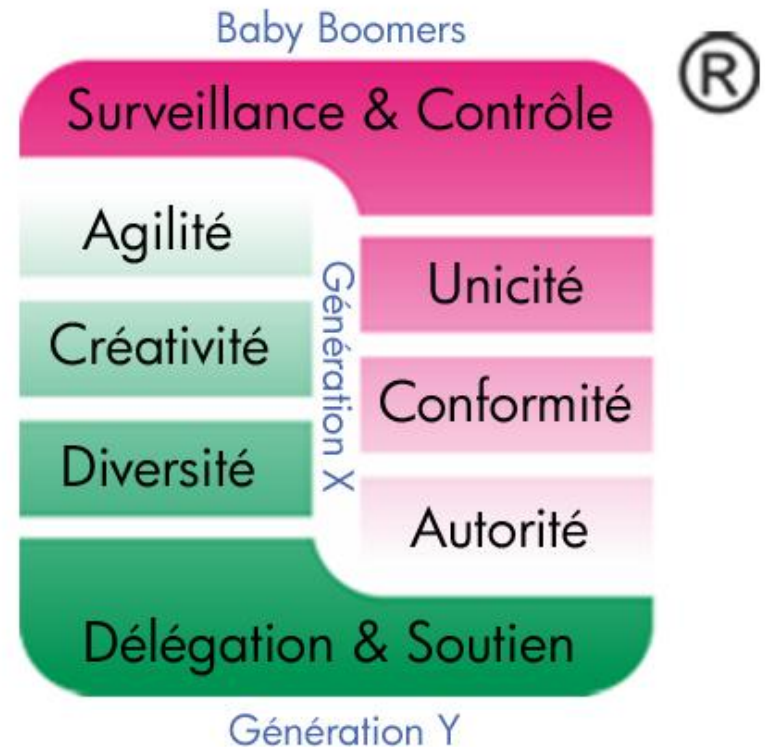 Baby Boomers
®
Surveillance & Contrôle
Agilité
Créativité
Diversité
Génération X
Unicité
Conformité
Autorité
Délégation & Soutien
Génération Y